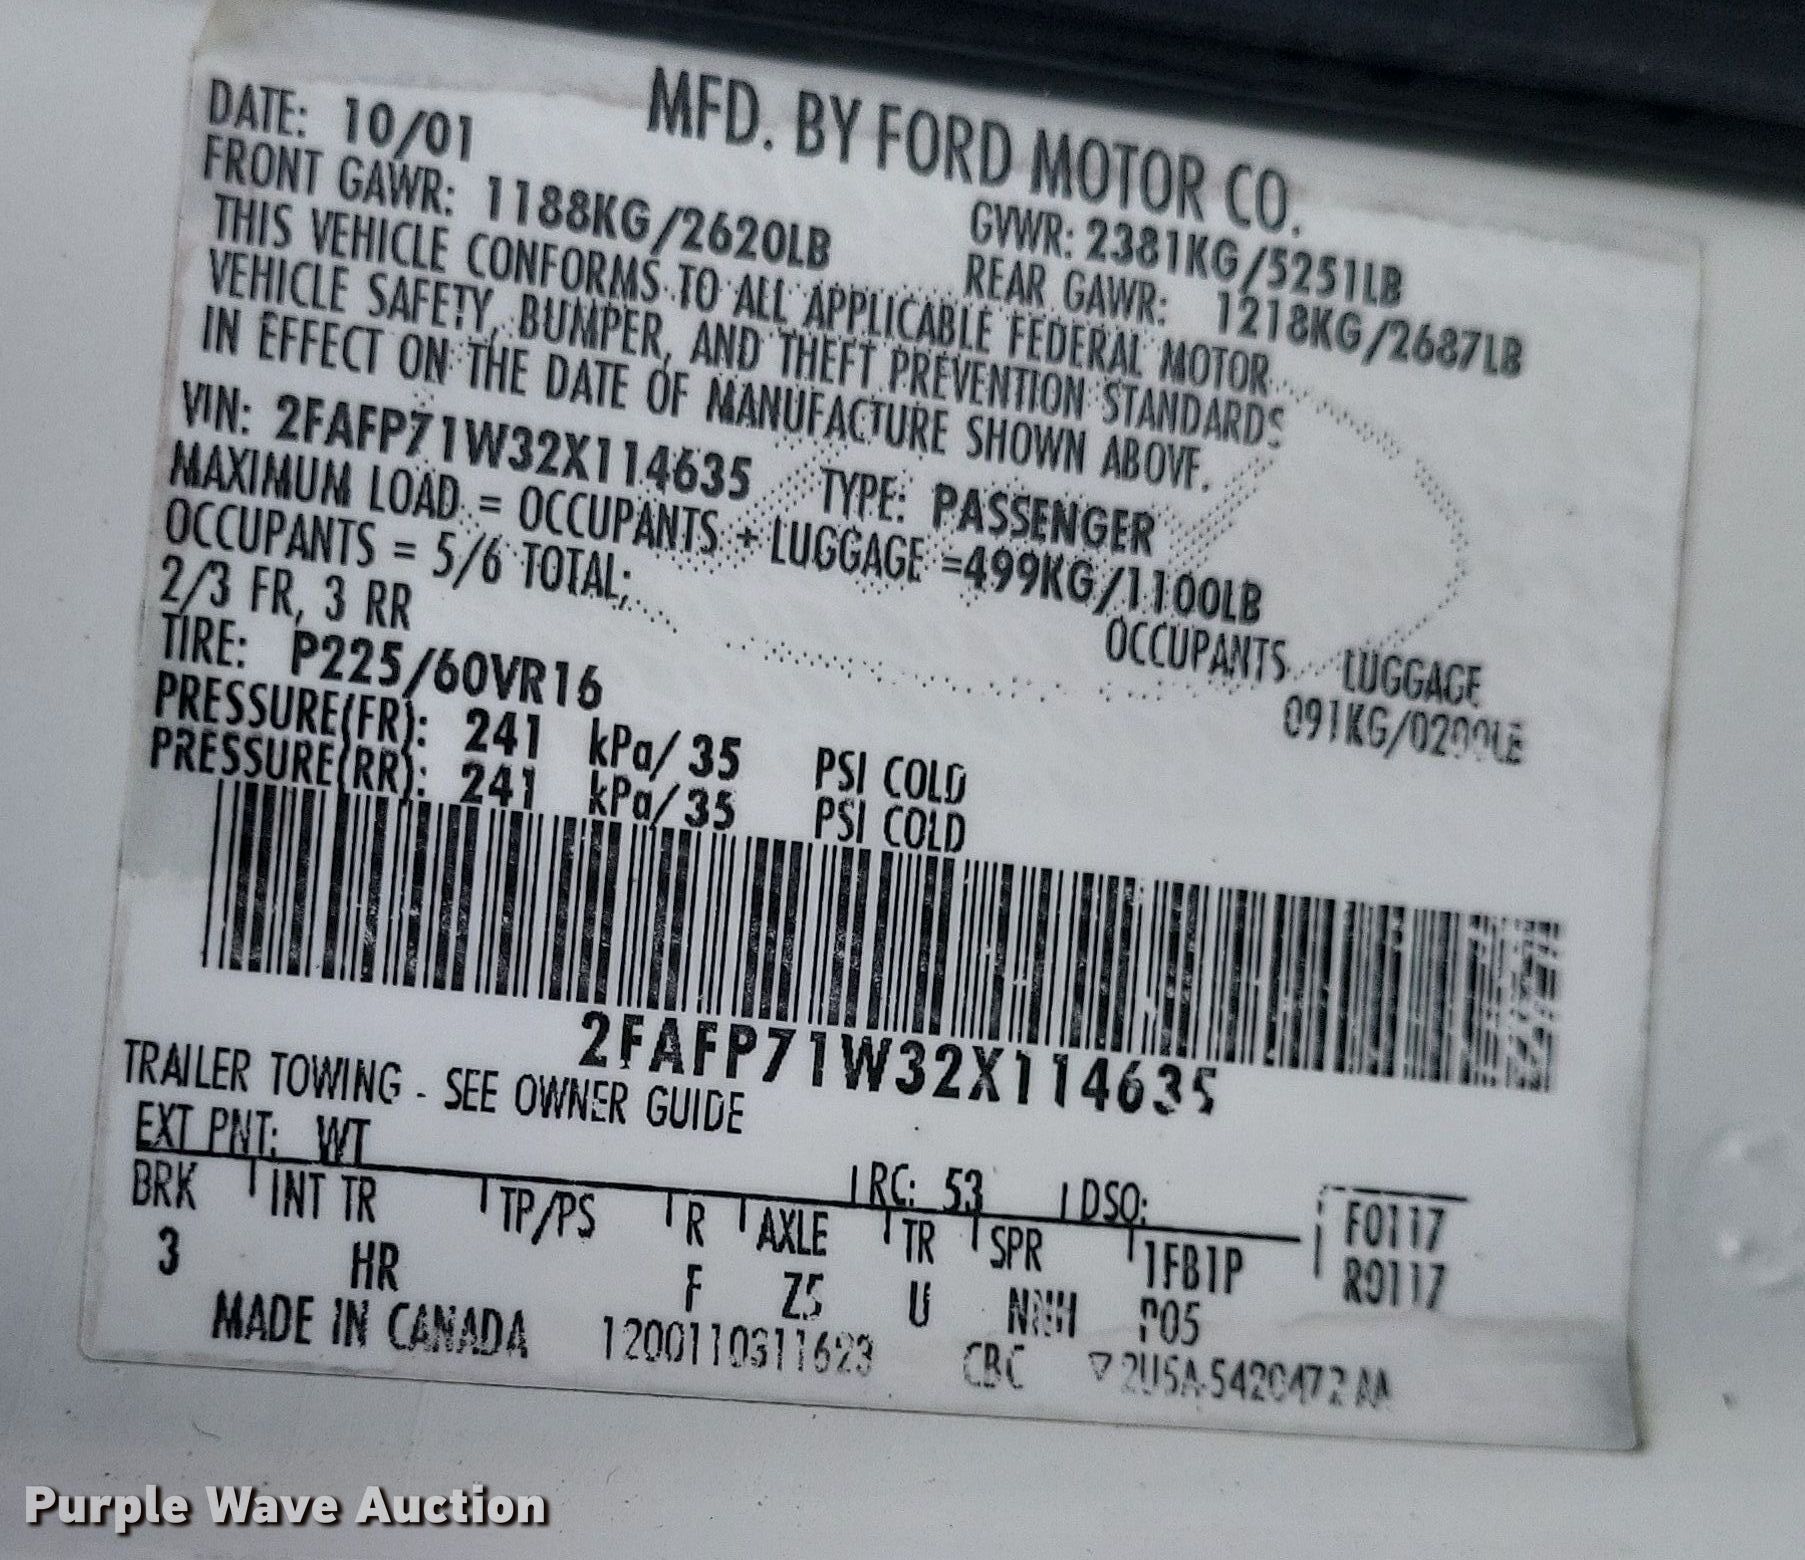 MFD. BY FORD MOTOR CO.
DATE: 10/01
GVWR: 2381KG/5251LB
FRONT GAWR: 1188KG/2620LB
REAR GAWR: 1218KG/2687LB
THIS VEHICLE CONFORMS TO ALL APPLICABLE FEDERAL MOTOR
VEHICLE SAFETY, BUMPER, AND THEFT PREVENTION STANDARDS
IN EFFECT ON THE DATE OF MANUFACTURE SHOWN ABOVE.
VIN: 2FAFP71W32X114635 TYPE: PASSENGER
MAXIMUM LOAD = OCCUPANTS + LUGGAGE =499KG/1100LB
OCCUPANTS = 5/6 TOTAL; OCCUPANTS LUGGAGE
2/3 FR, 3 RR
TIRE: P225/60VR16
PRESSURE(FR): 241 kPa/35 PSI COLD
PRESSURE(RR): 241 kPa/35 PSI COLD
2FAFP71W32X114635
TRAILER TOWING - SEE OWNER GUIDE
EXT PNT: WT RC: 53 DSO: F0117
BRK INT TR TP/PS R AXLE TR SPR 1FB1P R0117
3 HR F Z5 U P05
MADE IN CANADA CBC
Purple Wave Auction